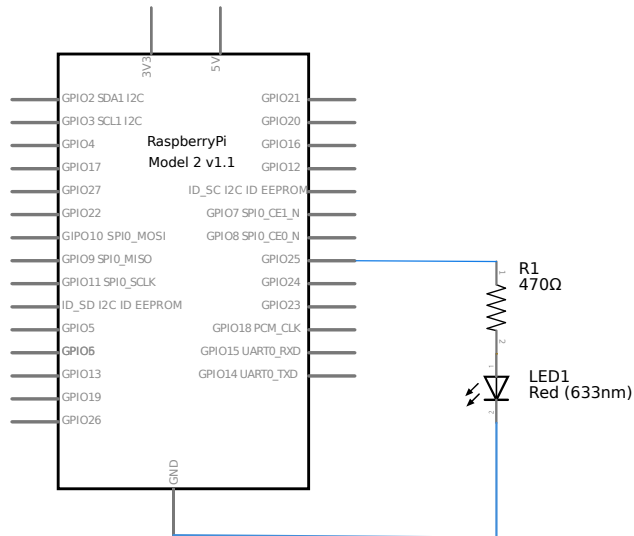 3V3
5V
GPIO2 SDA1 I2C
GPIO21
GPIO3 SCL1 I2C
GPIO20
GPIO4
RaspberryPi
GPIO16
Model 2 v1.1
GPIO17
GPIO12
GPIO27
ID_SC I2C ID EEPROM
GPIO22
GPIO7 SPI0_CE1_N
GIPO10 SPI0_MOSI
GPIO8 SPI0_CE0_N
GPIO9 SPI0_MISO
GPIO25
1
R1
470Ω
GPIO11 SPI0_SCLK
GPIO24
ID_SD I2C ID EEPROM
GPIO23
GPIO5
GPIO18 PCM_CLK
2
GPIO15 UART0_RXD
1
GPIO13
GPIO14 UART0_TXD
LED1
Red (633nm)
GPIO19
2
GPIO26
GND